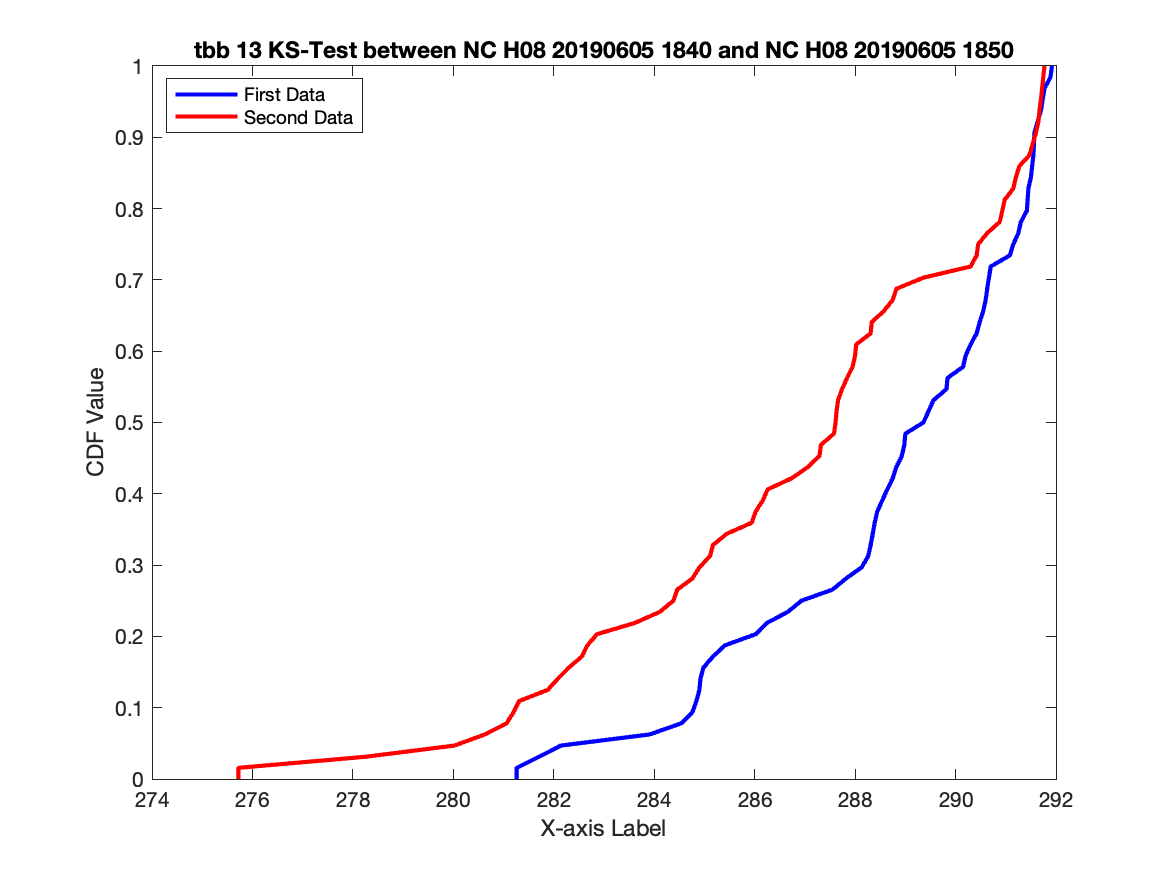 tbb 13 KS-Test between NC H08 20190605 1840 and NC H08 20190605 1850
First Data
Second Data
1
0.9
0.8
0.7
0.6
0.5
0.4
0.3
0.2
0.1
0
CDF Value
274 276 278 280 282 284 286 288 290 292
X-axis Label